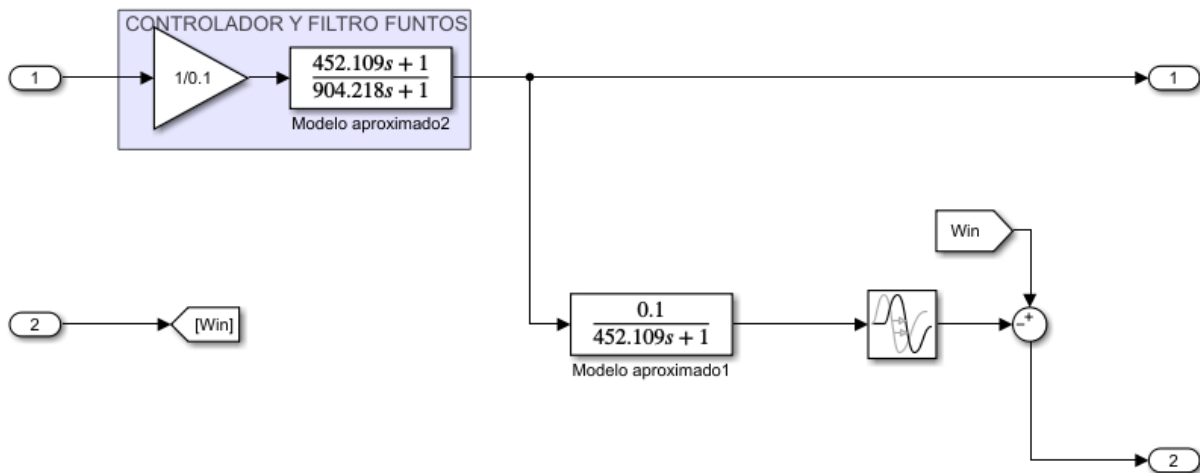 CONTROLADOR Y FILTRO FUNTOS
1
1/0.1
452.109s + 1
904.218s + 1
1
Modelo aproximado2
Win
2
[Win]
0.1
452.109s + 1
Modelo aproximado1
− +
2